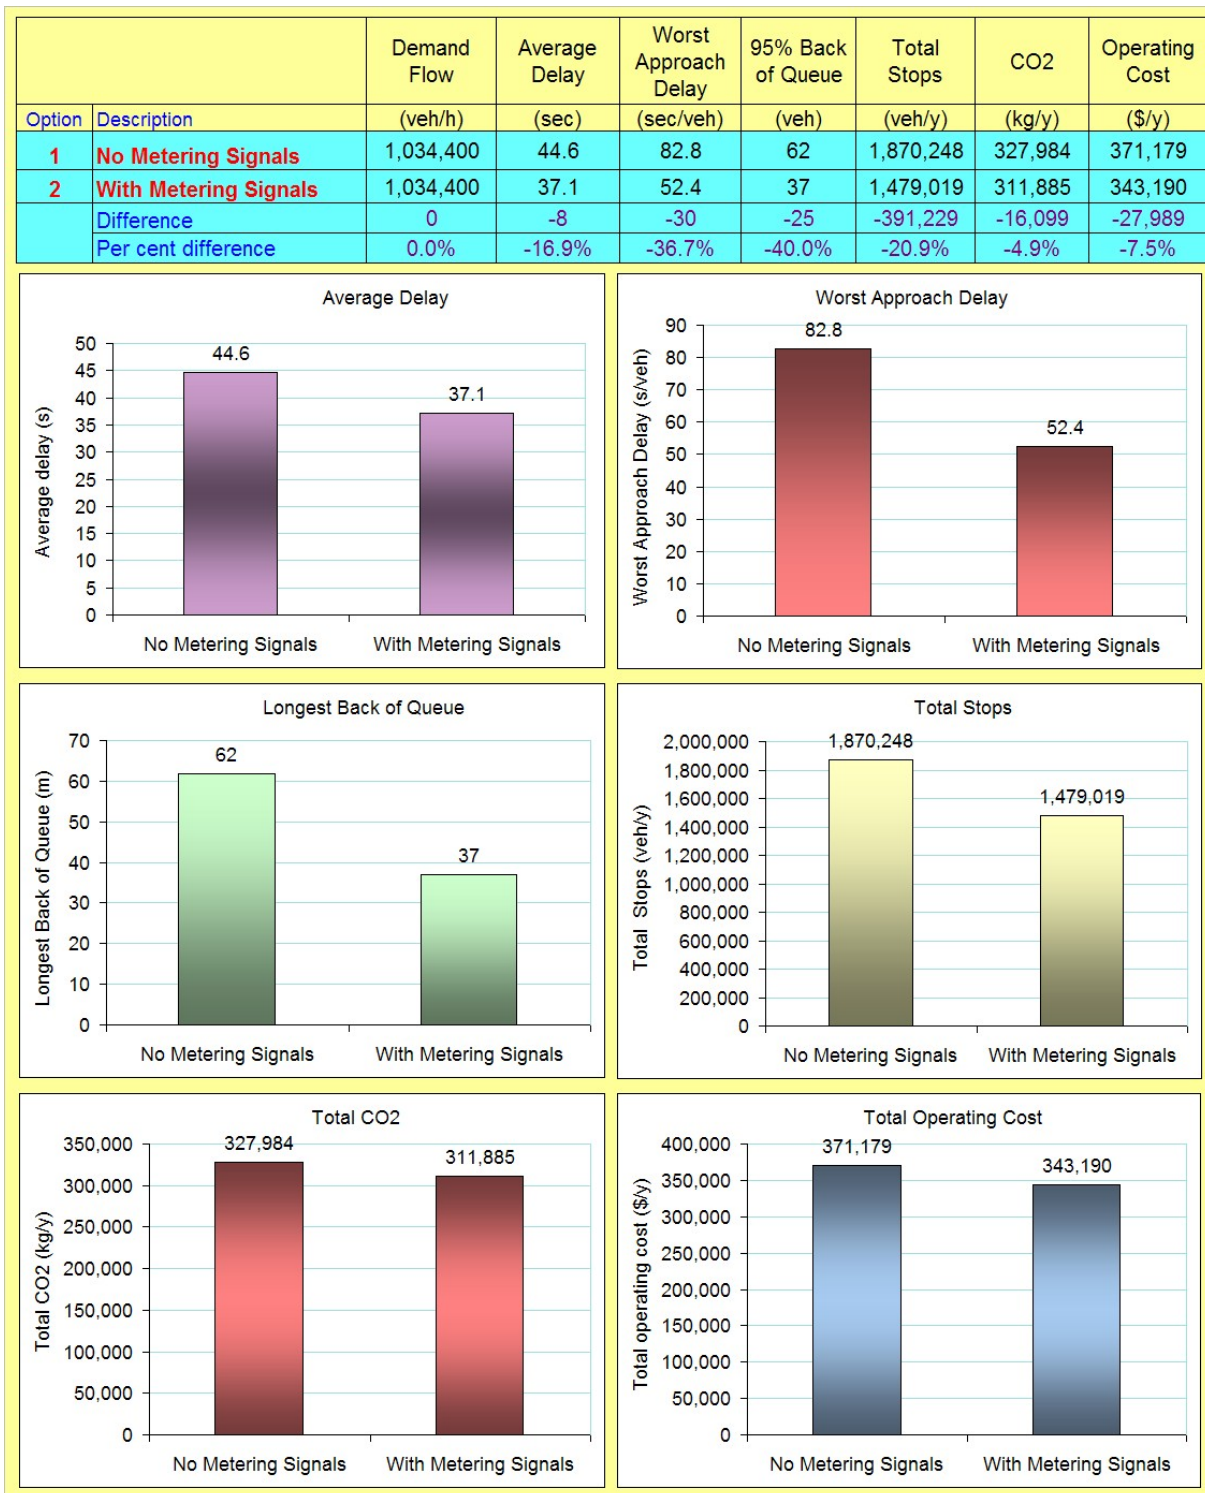 Demand Flow Average Delay Worst Approach Delay 95% Back of Queue Total Stops CO2 Operating Cost
Option Description (veh/h) (sec) (sec/veh) (veh) (veh/y) (kg/y) ($/y)
1 No Metering Signals 1,034,400 44.6 82.8 62 1,870,248 327,984 371,179
2 With Metering Signals 1,034,400 37.1 52.4 37 1,479,019 311,885 343,190
Difference 0 -8 -30 -25 -391,229 -16,099 -27,989
Per cent difference 0.0% -16.9% -36.7% -40.0% -20.9% -4.9% -7.5%
Average Delay
Average delay (s)
50
45
40
35
30
25
20
15
10
5
0
44.6
37.1
No Metering Signals With Metering Signals
Worst Approach Delay
Worst Approach Delay (s/veh)
90
80
70
60
50
40
30
20
10
0
82.8
52.4
No Metering Signals With Metering Signals
Longest Back of Queue
Longest Back of Queue (m)
70
60
50
40
30
20
10
0
62
37
No Metering Signals With Metering Signals
Total Stops
Total Stops (veh/y)
2,000,000
1,800,000
1,600,000
1,400,000
1,200,000
1,000,000
800,000
600,000
400,000
200,000
0
1,870,248
1,479,019
No Metering Signals With Metering Signals
Total CO2
Total CO2 (kg/y)
350,000
300,000
250,000
200,000
150,000
100,000
50,000
0
327,984
311,885
No Metering Signals With Metering Signals
Total Operating Cost
Total operating cost ($/y)
400,000
350,000
300,000
250,000
200,000
150,000
100,000
50,000
0
371,179
343,190
No Metering Signals With Metering Signals